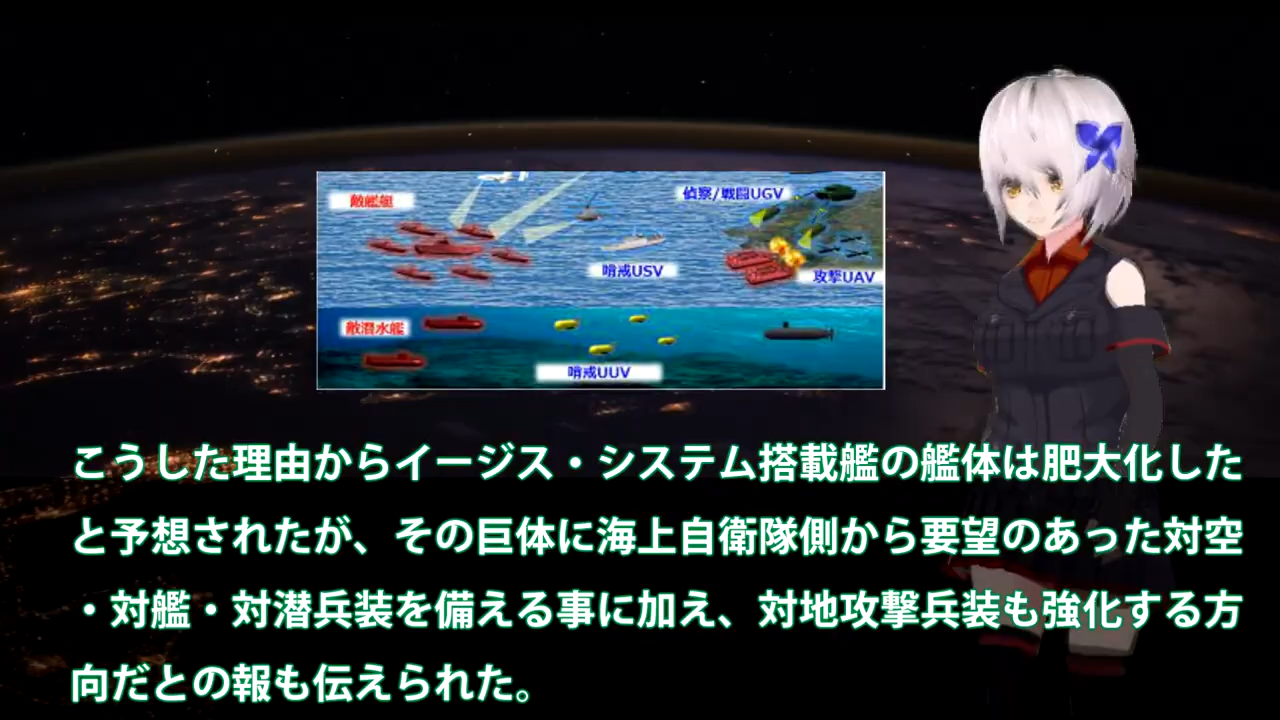 敵艦艇
偵察/戦闘UGV
哨戒USV
攻撃UAV
敵潜水艦
哨戒UUV
こうした理由からイージス・システム搭載艦の艦体は肥大化した
と予想されたが、その巨体に海上自衛隊側から要望のあった対空
・対艦・対潜兵装を備える事に加え、対地攻撃兵装も強化する方
向だとの報も伝えられた。